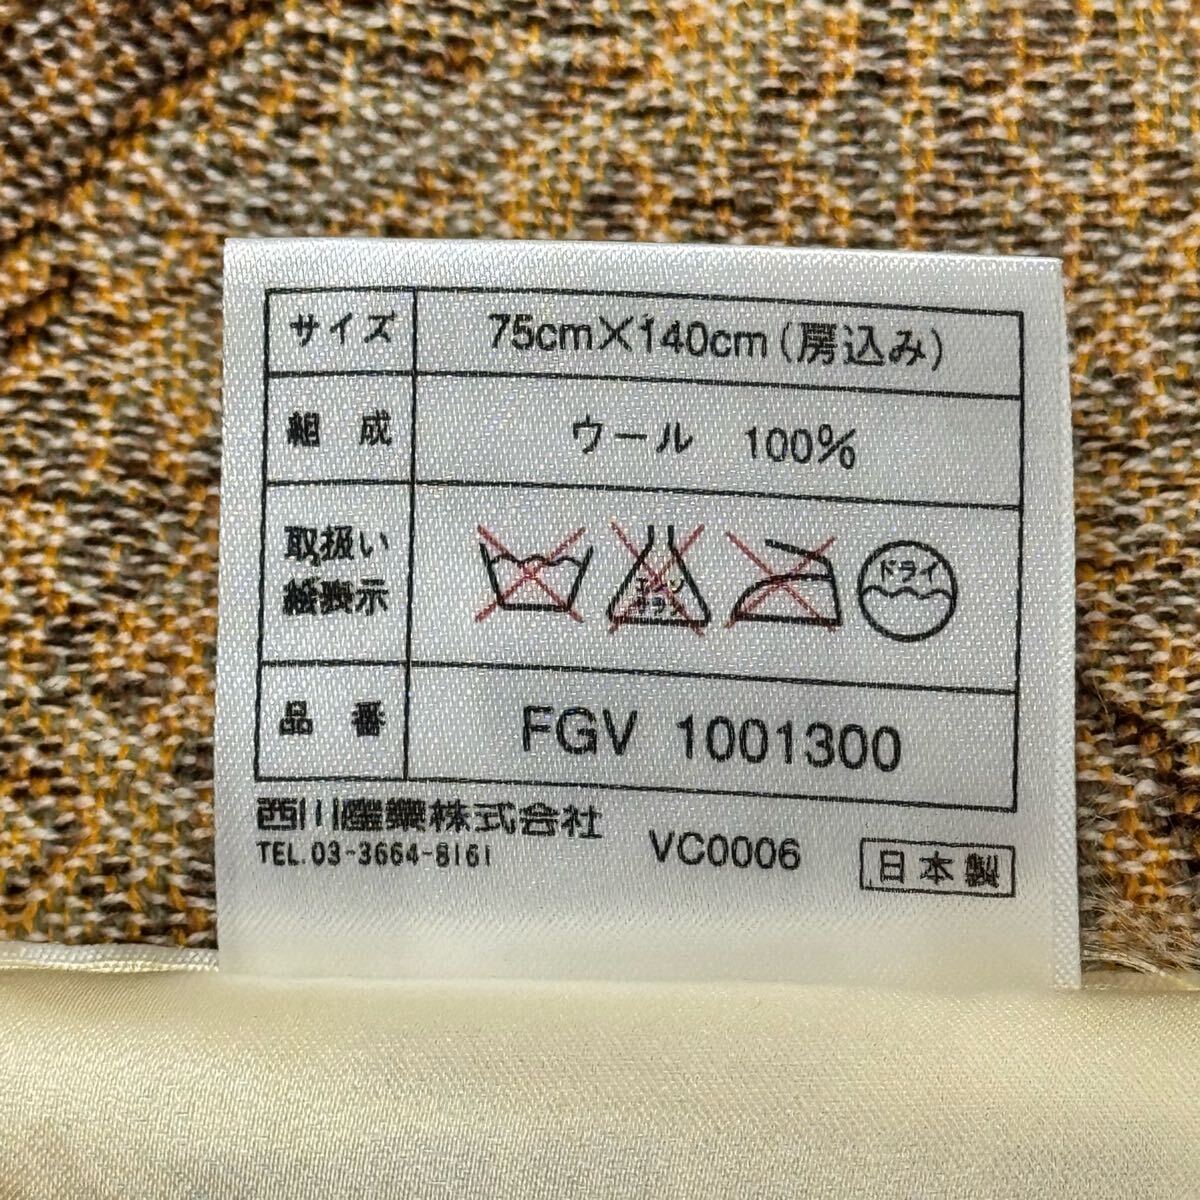 サイズ 75cm×140cm(房込み)
組成 ウール 100%
取扱い
絵表示
エンソ
サラシ
ドライ
品番 FGV 1001300
西川産業株式会社
TEL.03-3664-8161
VC0006
日本製